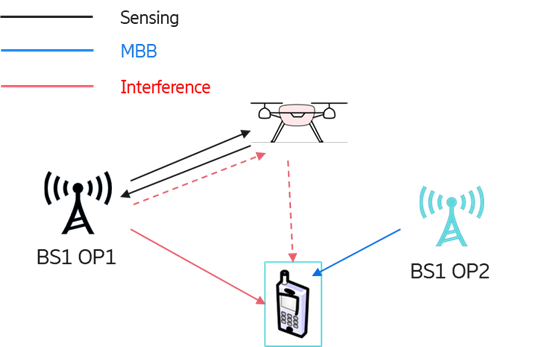 Sensing
MBB
Interference
BS1 OP1
BS1 OP2